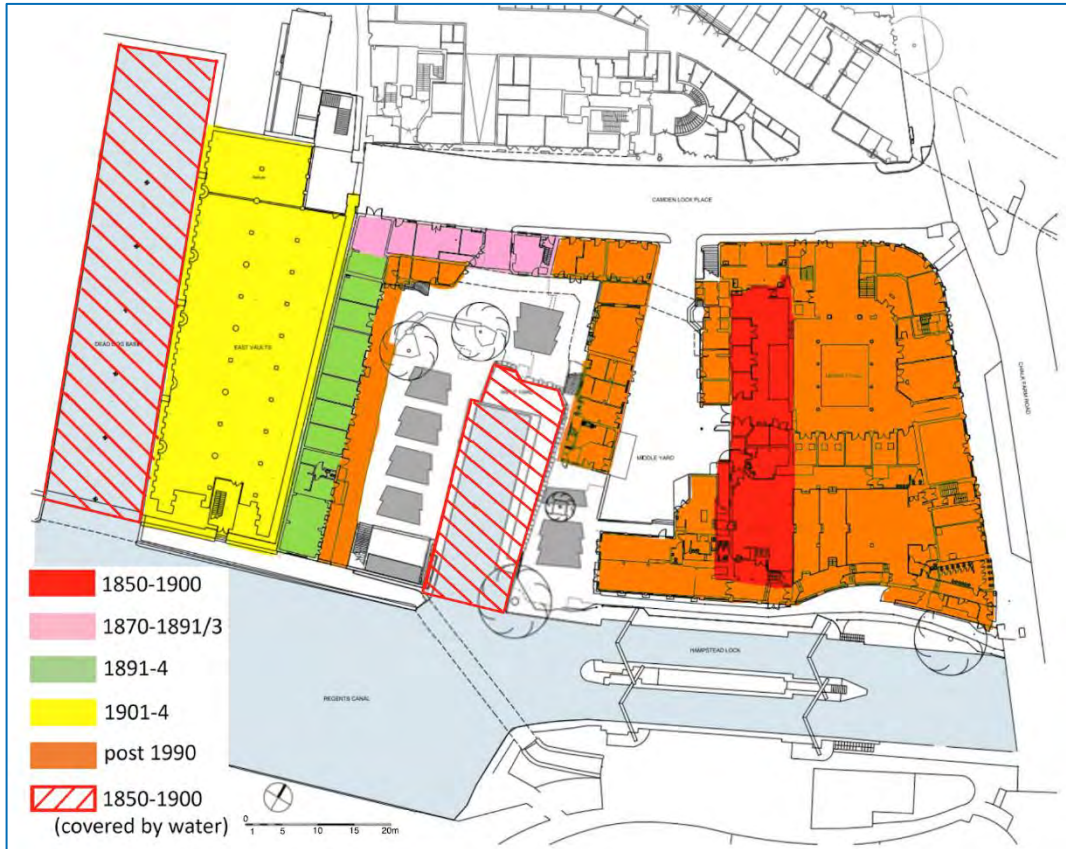 CAMDEN LOCK PLACE
EAST VAULTS
CHALK FARM ROAD
MIDDLE YARD
HAMPSTEAD LOCK
REGENTS CANAL
1850-1900
1870-1891/3
1891-4
1901-4
post 1990
1850-1900
(covered by water)
0
1 5 10 15 20m